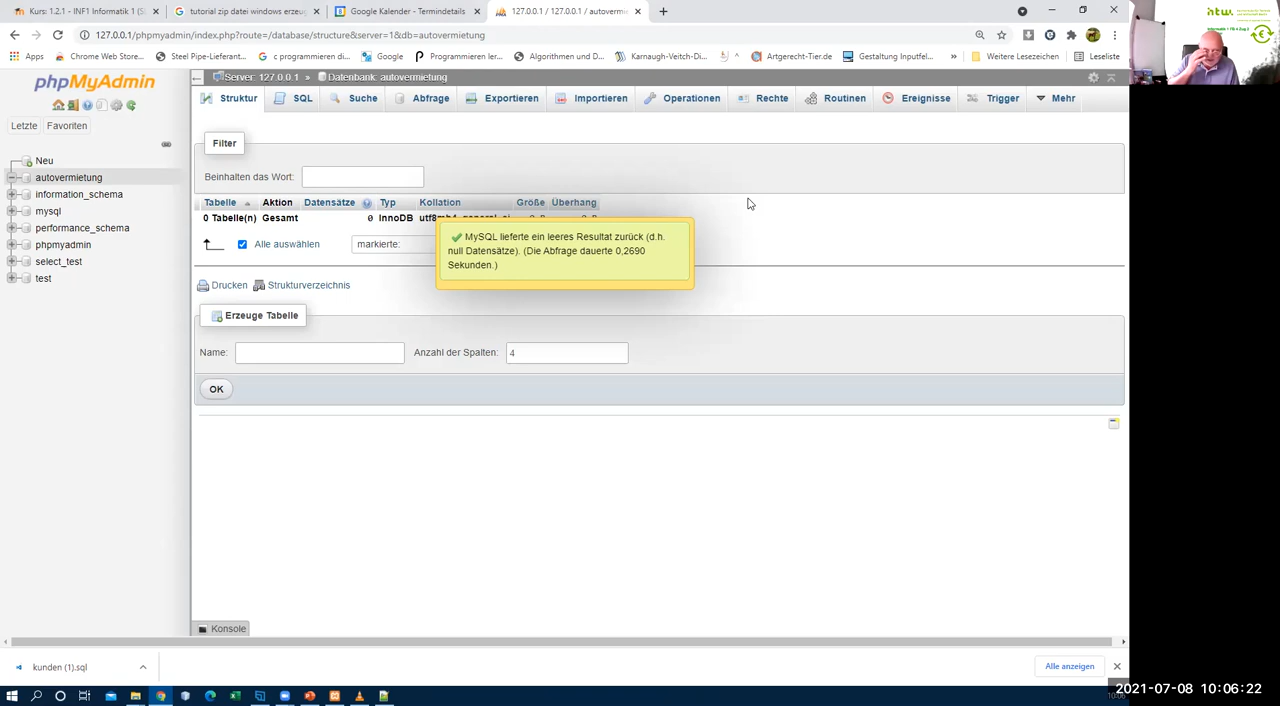 Kurs: 1.2.1 - INF1 Informatik 1 (S
tutorial zip datei windows erzeug
Google Kalender - Termindetails
127.0.0.1 / 127.0.0.1 / autovermie
127.0.0.1/phpmyadmin/index.php?route=/database/structure&server=1&db=autovermietung
Apps
Chrome Web Store...
Erste Schritte
c programmieren di...
Google
Programmieren ler...
Algorithmen und D...
Karnaugh-Veitch-Di...
Artgerecht-Tier.de
Gestaltung Inputfel...
»
Weitere Lesezeichen
Leseliste
phpMyAdmin
Letzte
Favoriten
Neu
autovermietung
information_schema
mysql
performance_schema
phpmyadmin
select_test
test
Server: 127.0.0.1 » Datenbank: autovermietung
Struktur
SQL
Suche
Abfrage
Exportieren
Importieren
Operationen
Rechte
Routinen
Ereignisse
Trigger
Mehr
Filter
Beinhalten das Wort:
Tabelle Aktion Datensätze Typ Kollation Größe Überhang
0 Tabelle(n) Gesamt 0 InnoDB utf8mb4_general_ci 0 B 0 B
Alle auswählen
markierte:
MySQL lieferte ein leeres Resultat zurück (d.h.
null Datensätze). (Die Abfrage dauerte 0,2690
Sekunden.)
Drucken
Strukturverzeichnis
Erzeuge Tabelle
Name:
Anzahl der Spalten: 4
OK
Konsole
kunden (1).sql
Alle anzeigen
htw
2021-07-08 10:06:22